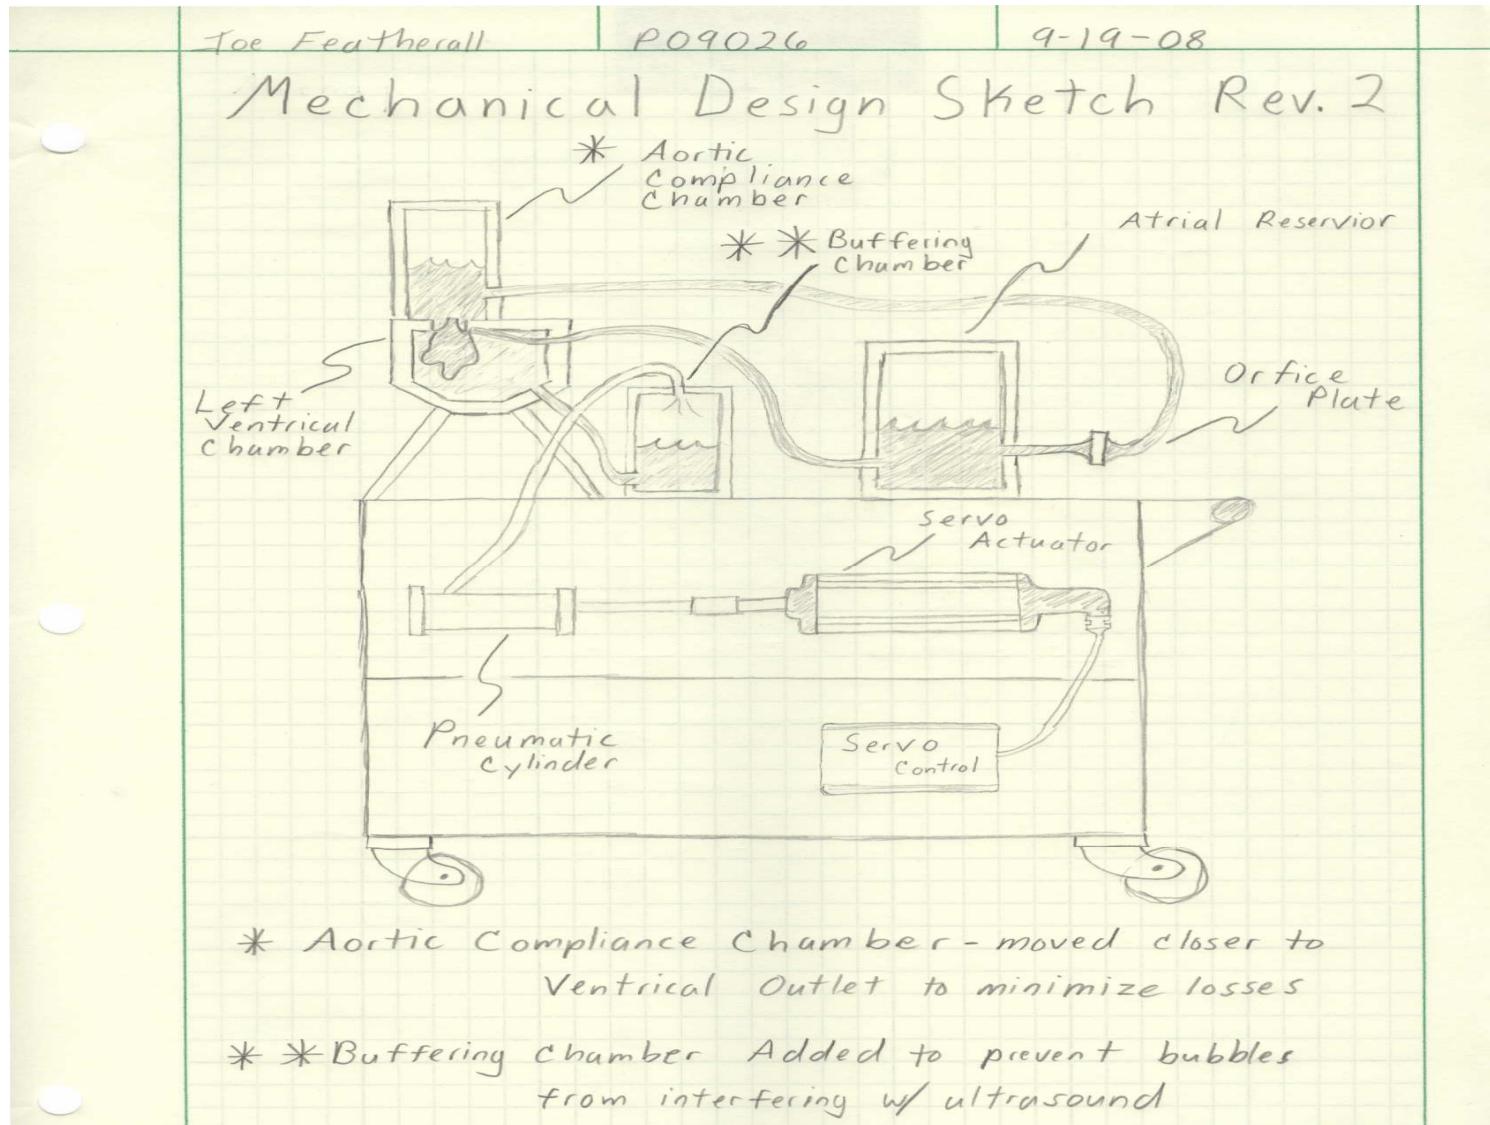 Joe Featherall P09026 9-19-08
Mechanical Design Sketch Rev. 2
* Aortic
Compliance
Chamber
Atrial Reservior
* * Buffering
Chamber
Orfice
Plate
Left
Ventrical
Chamber
Servo
Actuator
Pneumatic
Cylinder
Servo
Control
* Aortic Compliance Chamber - moved closer to
Ventrical Outlet to minimize losses
* * Buffering Chamber Added to prevent bubbles
from interfering w/ ultrasound